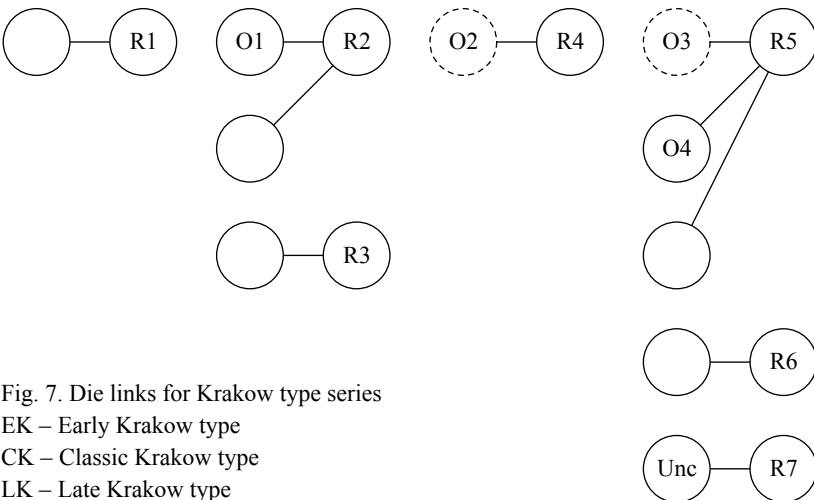 R1 O1 R2 O2 R4 O3 R5
O4
R3
R6
Fig. 7. Die links for Krakow type series
EK – Early Krakow type
CK – Classic Krakow type
Unc R7
LK – Late Krakow type